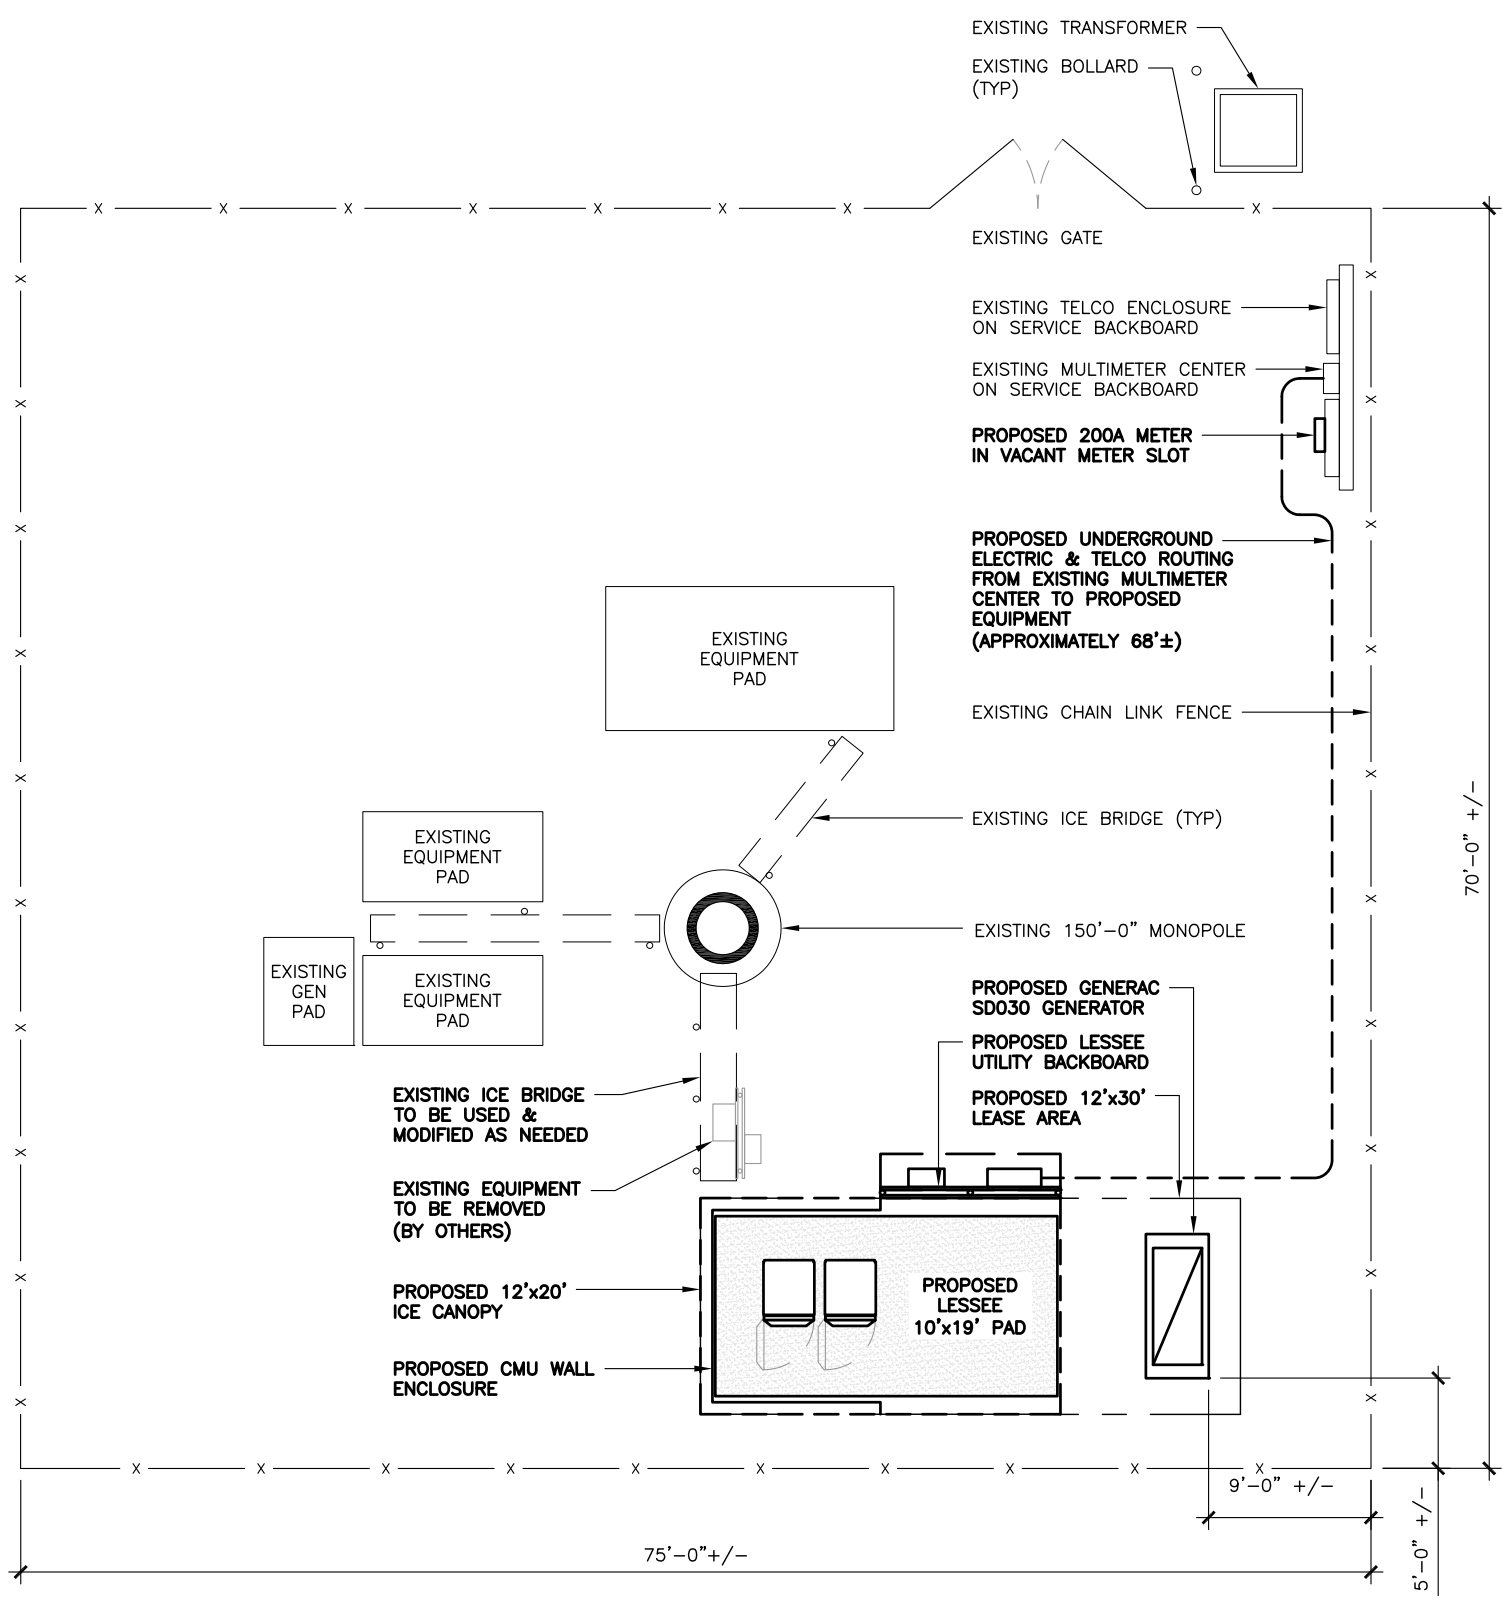 EXISTING TRANSFORMER
EXISTING BOLLARD
(TYP)
EXISTING GATE
EXISTING TELCO ENCLOSURE
ON SERVICE BACKBOARD
EXISTING MULTIMETER CENTER
ON SERVICE BACKBOARD
PROPOSED 200A METER
IN VACANT METER SLOT
PROPOSED UNDERGROUND
ELECTRIC & TELCO ROUTING
FROM EXISTING MULTIMETER
CENTER TO PROPOSED
EQUIPMENT
(APPROXIMATELY 68'±)
EXISTING
EQUIPMENT
PAD
EXISTING CHAIN LINK FENCE
70'-0" +/-
EXISTING ICE BRIDGE (TYP)
EXISTING
EQUIPMENT
PAD
EXISTING 150'-0" MONOPOLE
EXISTING
GEN
PAD
EXISTING
EQUIPMENT
PAD
PROPOSED GENERAC
SD030 GENERATOR
PROPOSED LESSEE
UTILITY BACKBOARD
PROPOSED 12'x30'
LEASE AREA
EXISTING ICE BRIDGE
TO BE USED &
MODIFIED AS NEEDED
EXISTING EQUIPMENT
TO BE REMOVED
(BY OTHERS)
PROPOSED 12'x20'
ICE CANOPY
PROPOSED
LESSEE
10'x19' PAD
PROPOSED CMU WALL
ENCLOSURE
9'-0" +/-
5'-0" +/-
75'-0"+/-